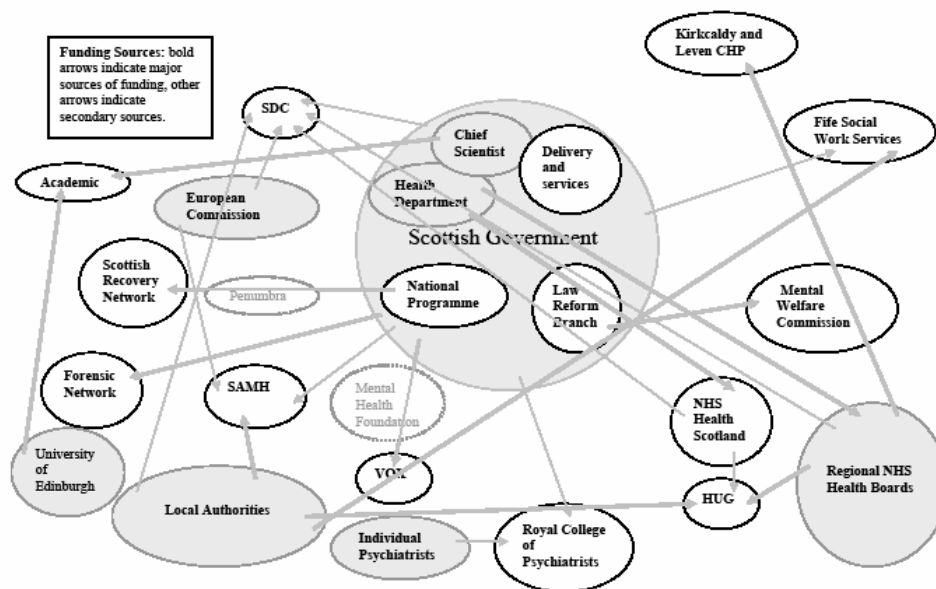 Funding Sources: bold
arrows indicate major
sources of funding, other
arrows indicate
secondary sources.
Kirkcaldy and
Leven CHP
SDC
Chief
Scientist
Delivery and
services
Fife Social
Work Services
Academic
European
Commission
Health
Department
Scottish Government
Scottish
Recovery
Network
Penumbra
National
Programme
Law
Reform
Branch
Mental
Welfare
Commission
Forensic
Network
SAMH
Mental
Health
Foundation
NHS
Health
Scotland
University
of
Edinburgh
VOX
Regional NHS
Health Boards
Local Authorities
HUG
Individual
Psychiatrists
Royal College
of
Psychiatrists